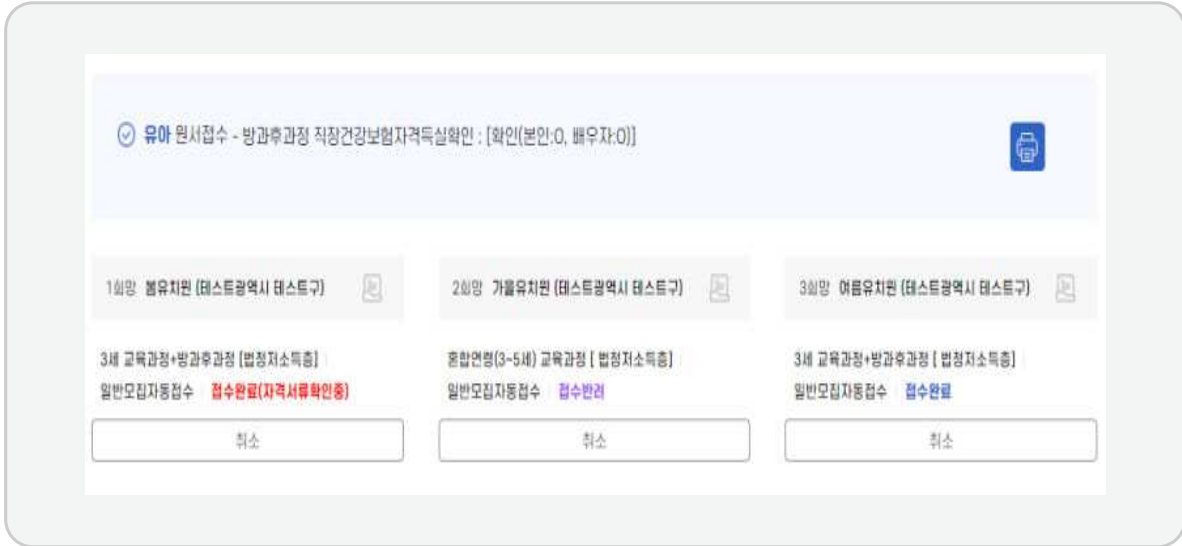 유아 원서접수 - 방과후과정 직장건강보험자격득실확인 : [확인(본인:O, 배우자:O)]
1희망 봄유치원 (테스트광역시 테스트구)
2희망 가을유치원 (테스트광역시 테스트구)
3희망 여름유치원 (테스트광역시 테스트구)
3세 교육과정+방과후과정 [법정저소득층]
일반모집자동접수 접수완료(자격서류확인중)
취소
혼합연령(3~5세) 교육과정 [ 법정저소득층]
일반모집자동접수 접수반려
취소
3세 교육과정+방과후과정 [ 법정저소득층]
일반모집자동접수 접수완료
취소